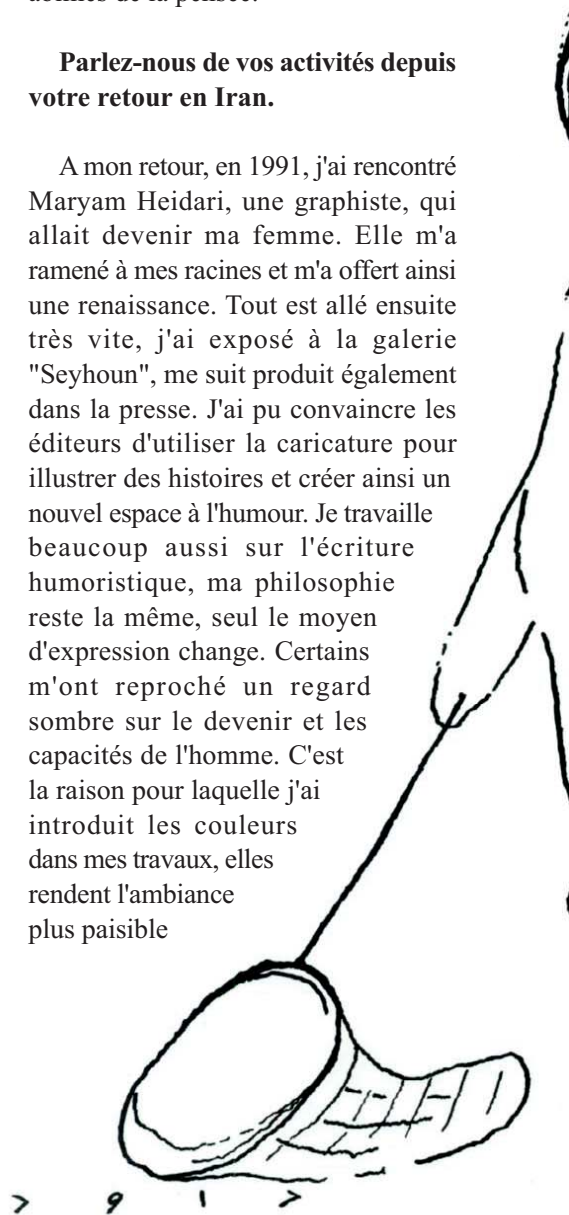 Parlez-nous de vos activités depuis
votre retour en Iran.
A mon retour, en 1991, j'ai rencontré
Maryam Heidari, une graphiste, qui
allait devenir ma femme. Elle m'a
ramené à mes racines et m'a offert ainsi
une renaissance. Tout est allé ensuite
très vite, j'ai exposé à la galerie
"Seyhoun", me suit produit également
dans la presse. J'ai pu convaincre les
éditeurs d'utiliser la caricature pour
illustrer des histoires et créer ainsi un
nouvel espace à l'humour. Je travaille
beaucoup aussi sur l'écriture
humoristique, ma philosophie
reste la même, seul le moyen
d'expression change. Certains
m'ont reproché un regard
sombre sur le devenir et les
capacités de l'homme. C'est
la raison pour laquelle j'ai
introduit les couleurs
dans mes travaux, elles
rendent l'ambiance
plus paisible